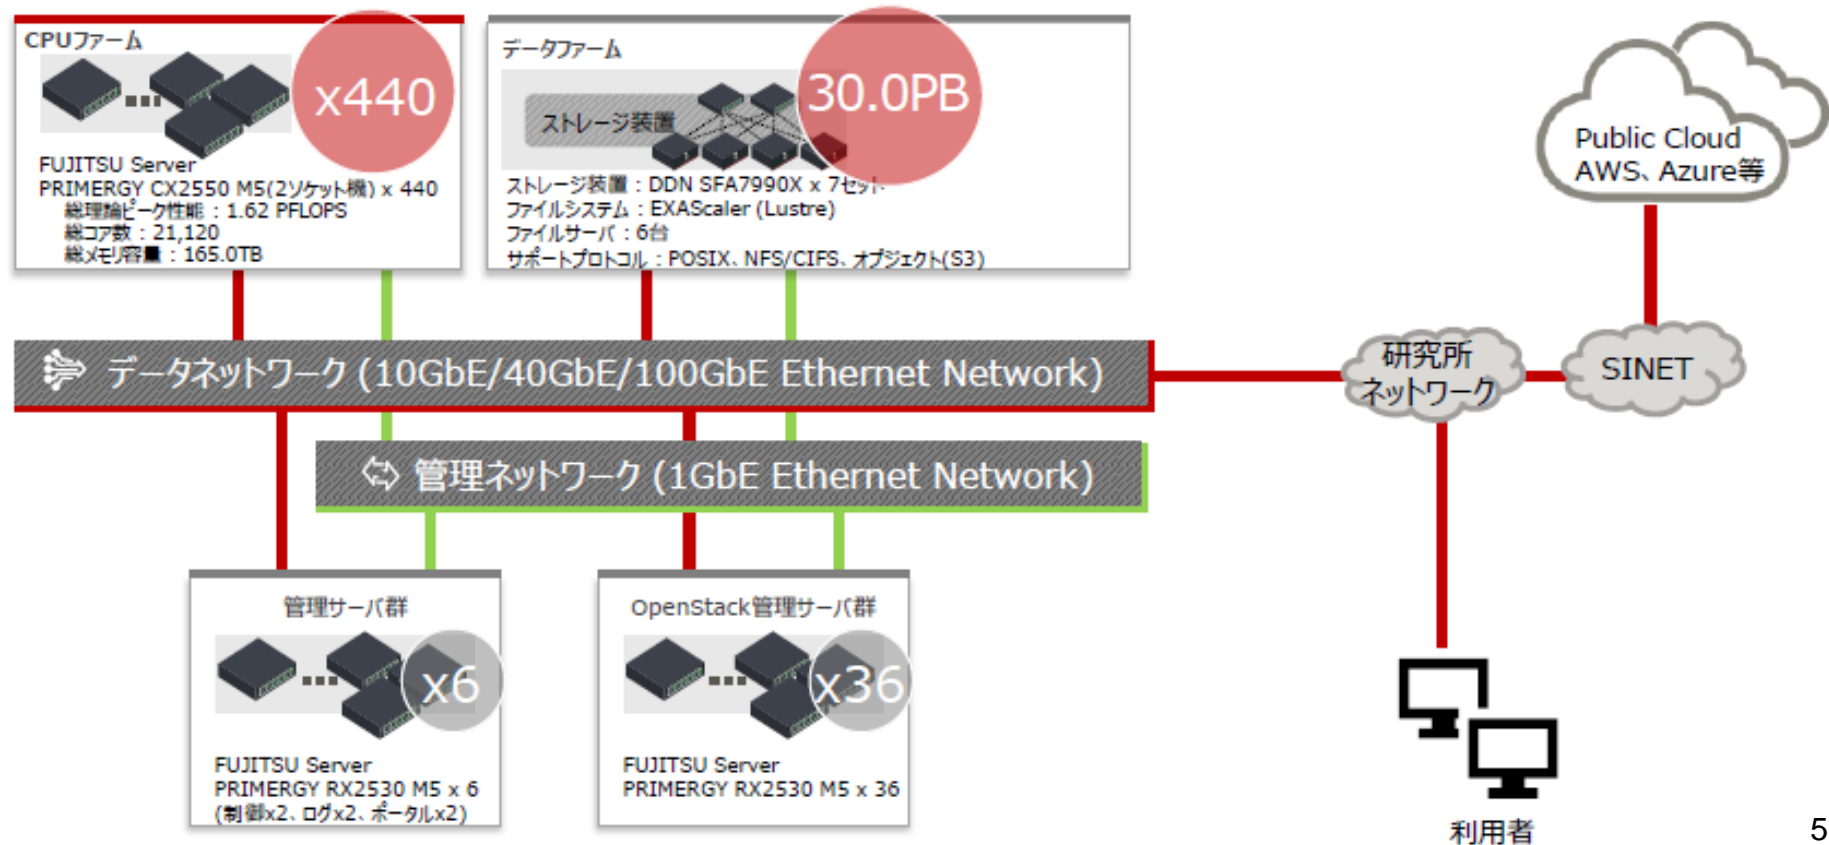 CPUファーム
x440
FUJITSU Server
PRIMERGY CX2550 M5(2ソケット機) x 440
総理論ピーク性能 : 1.62 PFLOPS
総コア数 : 21,120
総メモリ容量 : 165.0TB
データファーム
30.0PB
ストレージ装置
ストレージ装置 : DDN SFA7990X x 7セット
ファイルシステム : EXAScaler (Lustre)
ファイルサーバ : 6台
サポートプロトコル : POSIX、NFS/CIFS、オブジェクト(S3)
Public Cloud
AWS、Azure等
データネットワーク (10GbE/40GbE/100GbE Ethernet Network)
研究所
ネットワーク
SINET
管理ネットワーク (1GbE Ethernet Network)
管理サーバ群
x6
FUJITSU Server
PRIMERGY RX2530 M5 x 6
(制御x2、ログx2、ポータルx2)
OpenStack管理サーバ群
x36
FUJITSU Server
PRIMERGY RX2530 M5 x 36
利用者
5